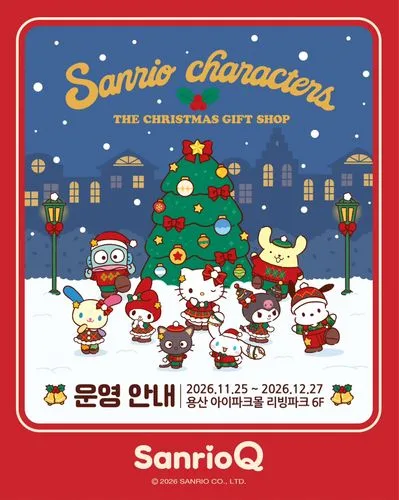 Sanrio characters
THE CHRISTMAS GIFT SHOP
운영 안내
2026.11.25 ~ 2026.12.27
용산 아이파크몰 리빙파크 6F
SanrioQ
© 2026 SANRIO CO., LTD.